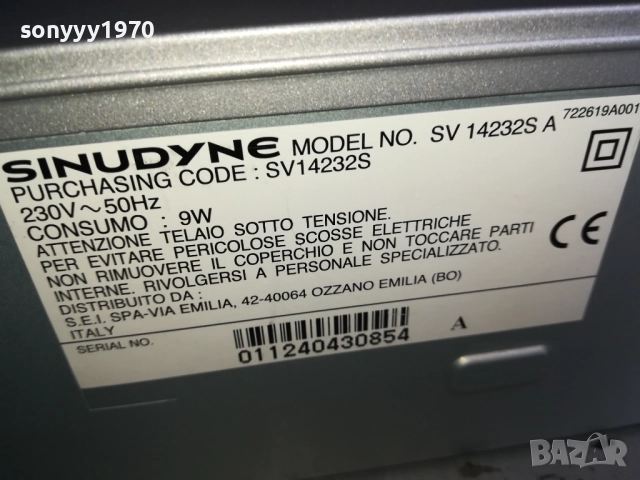 sonyyy1970
722619A001
SINUDYNE MODEL NO. SV 14232S A
PURCHASING CODE : SV14232S
230V~50Hz
CONSUMO : 9W
ATTENZIONE TELAIO SOTTO TENSIONE.
PER EVITARE PERICOLOSE SCOSSE ELETTRICHE
NON RIMUOVERE IL COPERCHIO E NON TOCCARE PARTI
INTERNE. RIVOLGERSI A PERSONALE SPECIALIZZATO.
DISTRIBUITO DA :
S.E.I. SPA-VIA EMILIA, 42-40064 OZZANO EMILIA (BO)
ITALY
CE
SERIAL NO.
011240430854
A
BAZAR